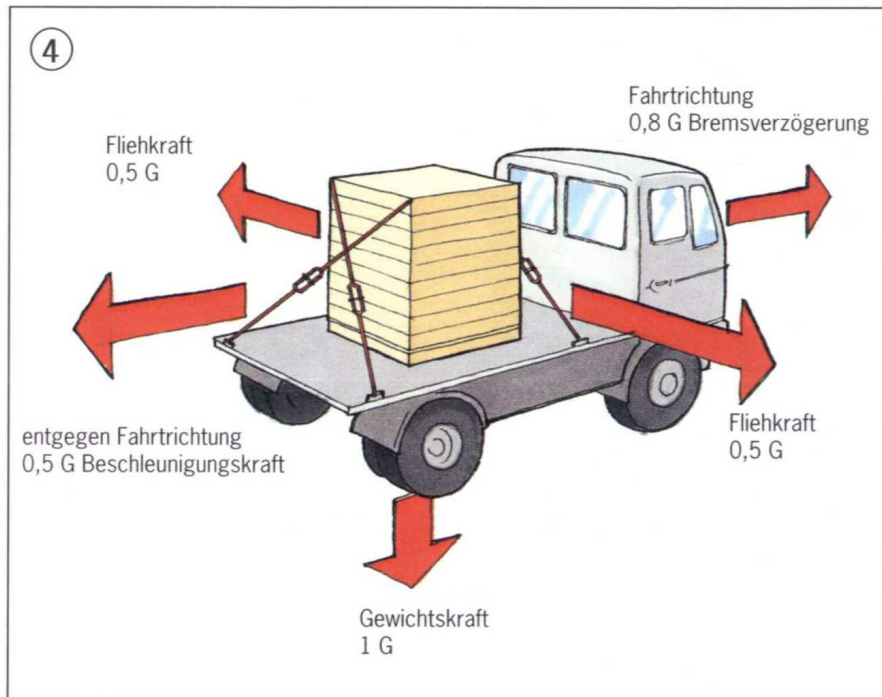 4
Fahrtrichtung
0,8 G Bremsverzögerung
Fliehkraft
0,5 G
entgegen Fahrtrichtung
0,5 G Beschleunigungskraft
Fliehkraft
0,5 G
Gewichtskraft
1 G